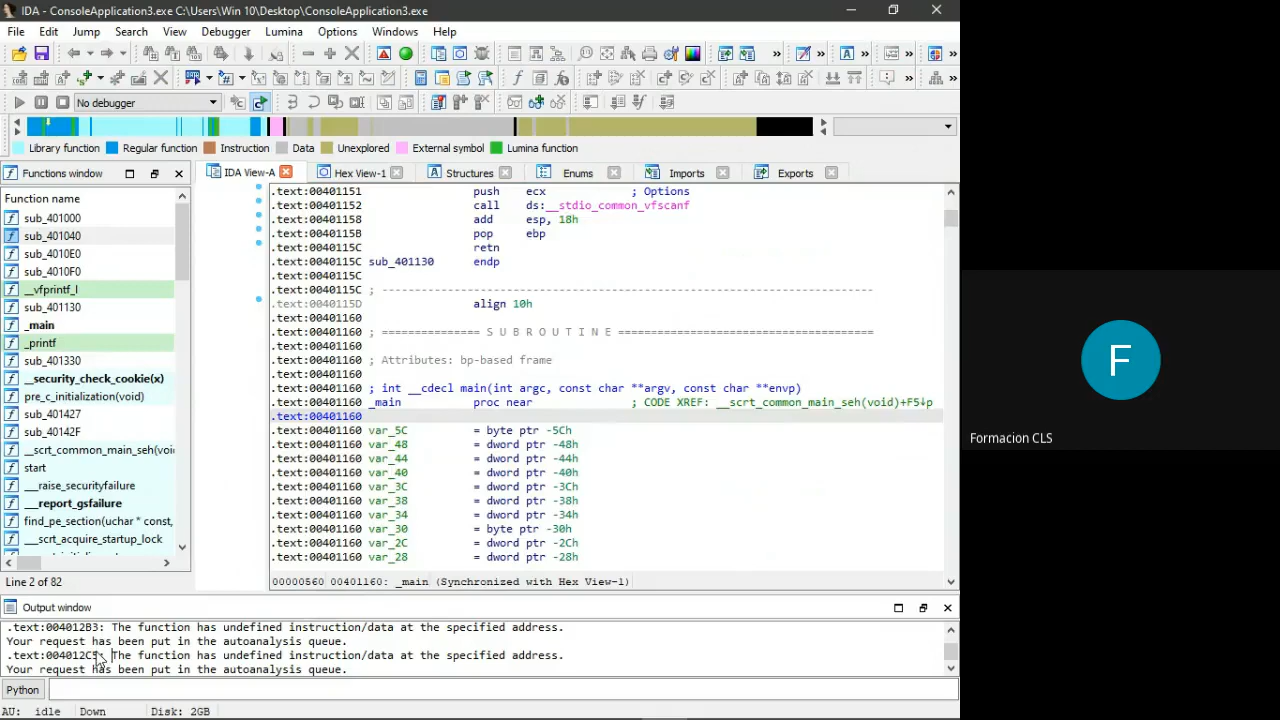 IDA - ConsoleApplication3.exe C:\Users\Win 10\Desktop\ConsoleApplication3.exe
File Edit Jump Search View Debugger Lumina Options Windows Help
No debugger
Library function Regular function Instruction Data Unexplored External symbol Lumina function
Functions window
IDA View-A Hex View-1 Structures Enums Imports Exports
Function name
sub_401000
sub_401040
sub_4010E0
sub_4010F0
__vfprintf_l
sub_401130
_main
_printf
sub_401330
__security_check_cookie(x)
pre_c_initialization(void)
sub_401427
sub_40142F
__scrt_common_main_seh(voi
start
___raise_securityfailure
___report_gsfailure
find_pe_section(uchar * const,
___scrt_acquire_startup_lock
Line 2 of 82
.text:00401151 push ecx ; Options
.text:00401152 call ds:__stdio_common_vfscanf
.text:00401158 add esp, 18h
.text:0040115B pop ebp
.text:0040115C retn
.text:0040115C sub_401130 endp
.text:0040115C
.text:0040115C ; ---------------------------------------------------------------------------
.text:0040115D align 10h
.text:00401160
.text:00401160 ; =============== S U B R O U T I N E =======================================
.text:00401160
.text:00401160 ; Attributes: bp-based frame
.text:00401160
.text:00401160 ; int __cdecl main(int argc, const char **argv, const char **envp)
.text:00401160 _main proc near ; CODE XREF: __scrt_common_main_seh(void)+F5↓p
.text:00401160
.text:00401160 var_5C = byte ptr -5Ch
.text:00401160 var_48 = dword ptr -48h
.text:00401160 var_44 = dword ptr -44h
.text:00401160 var_40 = dword ptr -40h
.text:00401160 var_3C = dword ptr -3Ch
.text:00401160 var_38 = dword ptr -38h
.text:00401160 var_34 = dword ptr -34h
.text:00401160 var_30 = byte ptr -30h
.text:00401160 var_2C = dword ptr -2Ch
.text:00401160 var_28 = dword ptr -28h
00000560 00401160: _main (Synchronized with Hex View-1)
Output window
.text:004012B3: The function has undefined instruction/data at the specified address.
Your request has been put in the autoanalysis queue.
.text:004012C5: The function has undefined instruction/data at the specified address.
Your request has been put in the autoanalysis queue.
Python
AU: idle Down Disk: 2GB
F
Formacion CLS